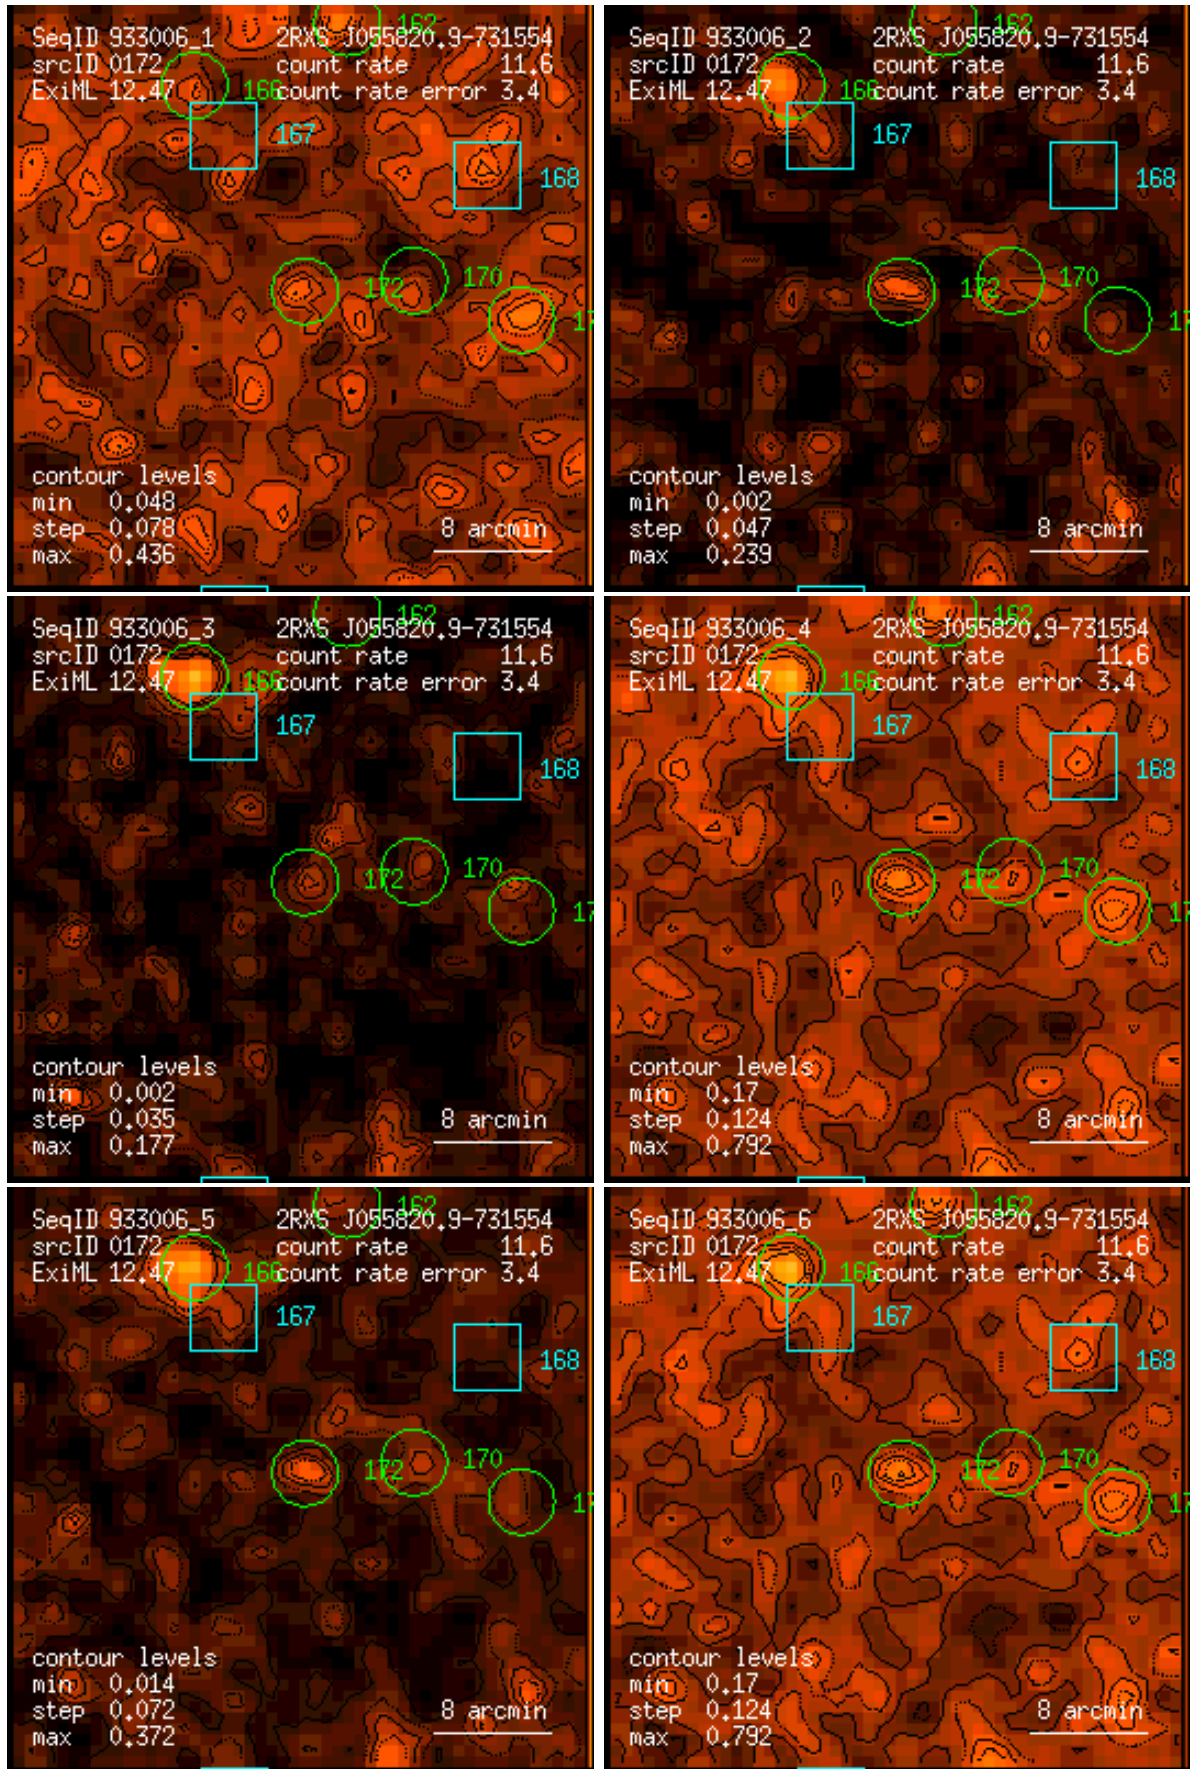 162
SeqID 933006_1 2RXS J055820.9-731554
srcID 0172 count rate 11.6
ExiML 12.47 166 count rate error 3.4
167
168
172 170
17
contour levels
min 0.048
step 0.078 8 arcmin
max 0.436
162
SeqID 933006_2 2RXS J055820.9-731554
srcID 0172 count rate 11.6
ExiML 12.47 166 count rate error 3.4
167
168
172 170
17
contour levels
min 0.002
step 0.047 8 arcmin
max 0.239
162
SeqID 933006_3 2RXS J055820.9-731554
srcID 0172 count rate 11.6
ExiML 12.47 166 count rate error 3.4
167
168
172 170
17
contour levels
min 0.002
step 0.035 8 arcmin
max 0.177
162
SeqID 933006_4 2RXS J055820.9-731554
srcID 0172 count rate 11.6
ExiML 12.47 166 count rate error 3.4
167
168
172 170
17
contour levels
min 0.17
step 0.124 8 arcmin
max 0.792
162
SeqID 933006_5 2RXS J055820.9-731554
srcID 0172 count rate 11.6
ExiML 12.47 166 count rate error 3.4
167
168
172 170
17
contour levels
min 0.014
step 0.072 8 arcmin
max 0.372
162
SeqID 933006_6 2RXS J055820.9-731554
srcID 0172 count rate 11.6
ExiML 12.47 166 count rate error 3.4
167
168
172 170
17
contour levels
min 0.17
step 0.124 8 arcmin
max 0.792